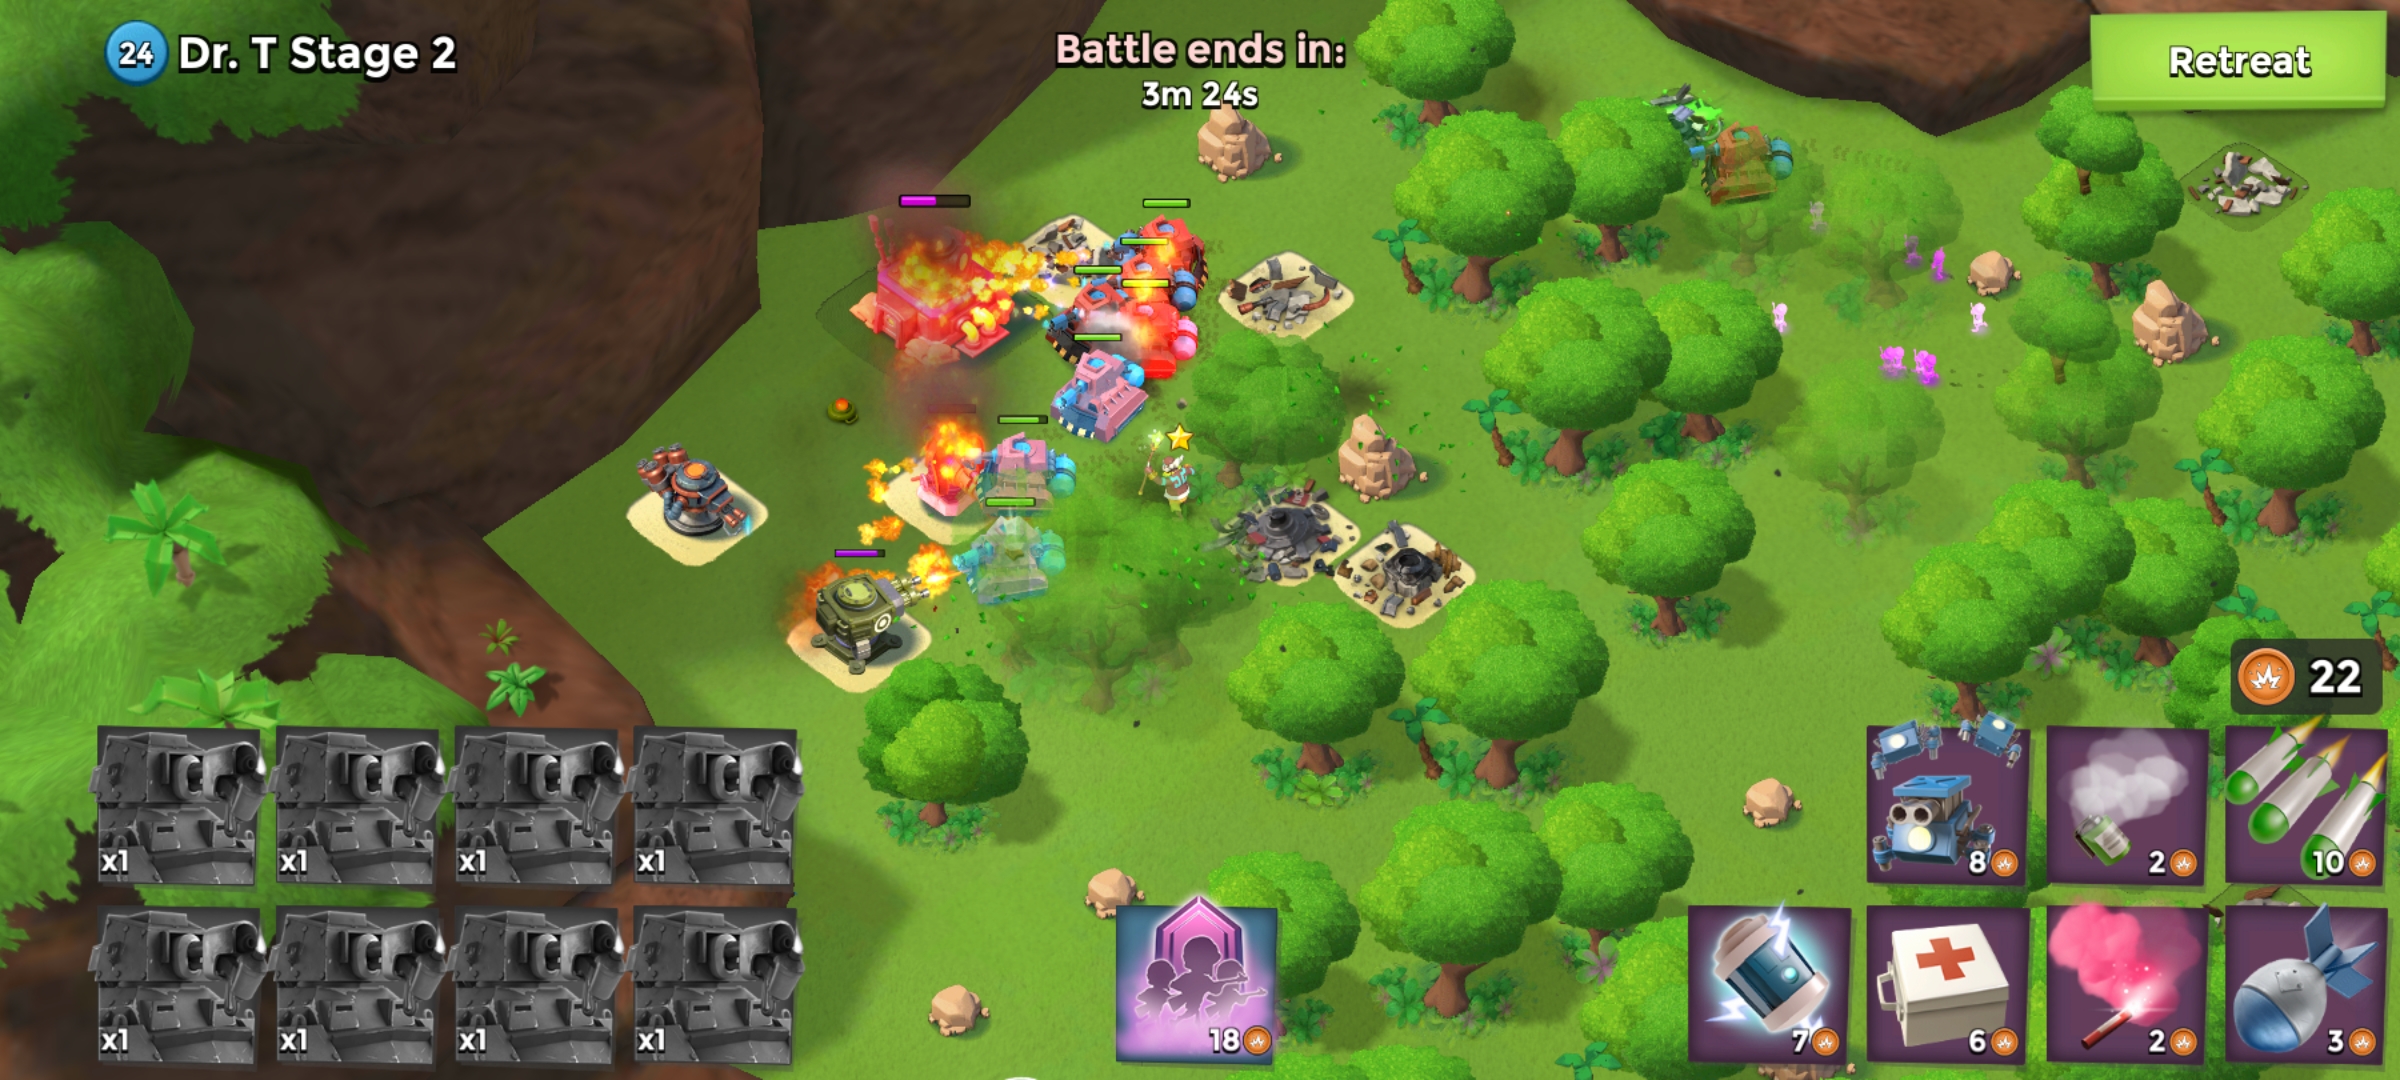 24 Dr. T Stage 2
Battle ends in:
3m 24s
Retreat
22
x1 x1 x1 x1
8 2 10
x1 x1 x1 x1
18 7 6 2 3